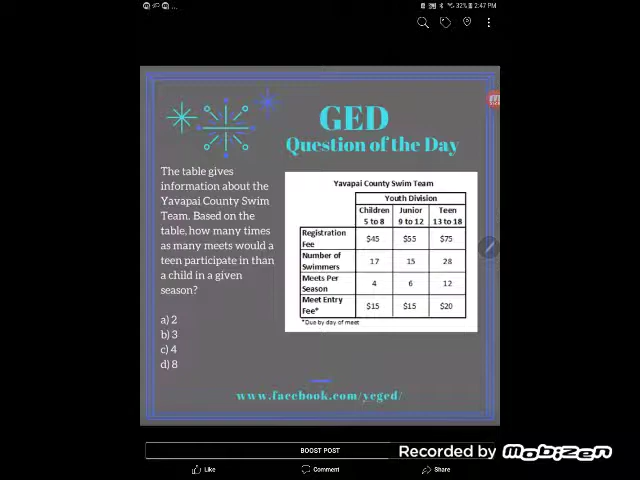 32% 2:47 PM
GED
Question of the Day
The table gives
information about the
Yavapai County Swim
Team. Based on the
table, how many times
as many meets would a
teen participate in than
a child in a given
season?
a) 2
b) 3
c) 4
d) 8
Yavapai County Swim Team
Youth Division
Children 5 to 8 Junior 9 to 12 Teen 13 to 18
Registration Fee $45 $55 $75
Number of Swimmers 17 15 28
Meets Per Season 4 6 12
Meet Entry Fee* $15 $15 $20
*Due by day of meet
www.facebook.com/ycged/
BOOST POST
Recorded by mobizen
Like Comment Share